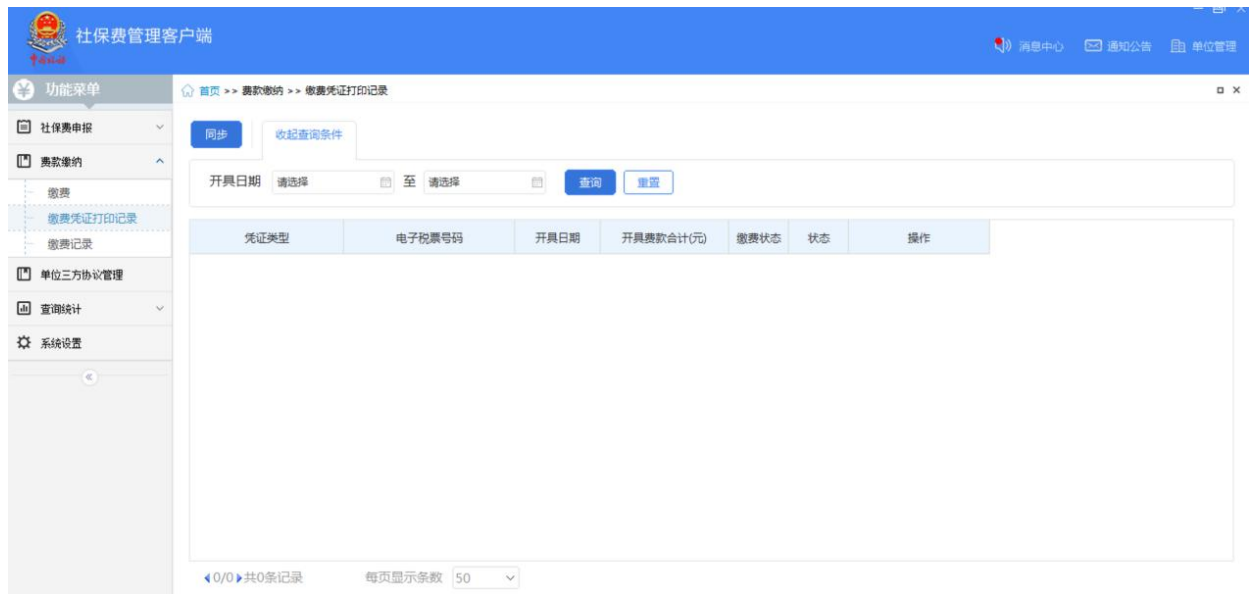 社保费管理客户端
中国税务
消息中心 通知公告 单位管理
功能菜单
首页 >> 费款缴纳 >> 缴费凭证打印记录
社保费申报
同步 收起查询条件
费款缴纳
开具日期 请选择 至 请选择 查询 重置
缴费
缴费凭证打印记录
缴费记录
凭证类型 电子税票号码 开具日期 开具费款合计(元) 缴费状态 状态 操作
单位三方协议管理
查询统计
系统设置
0/0 共0条记录 每页显示条数 50